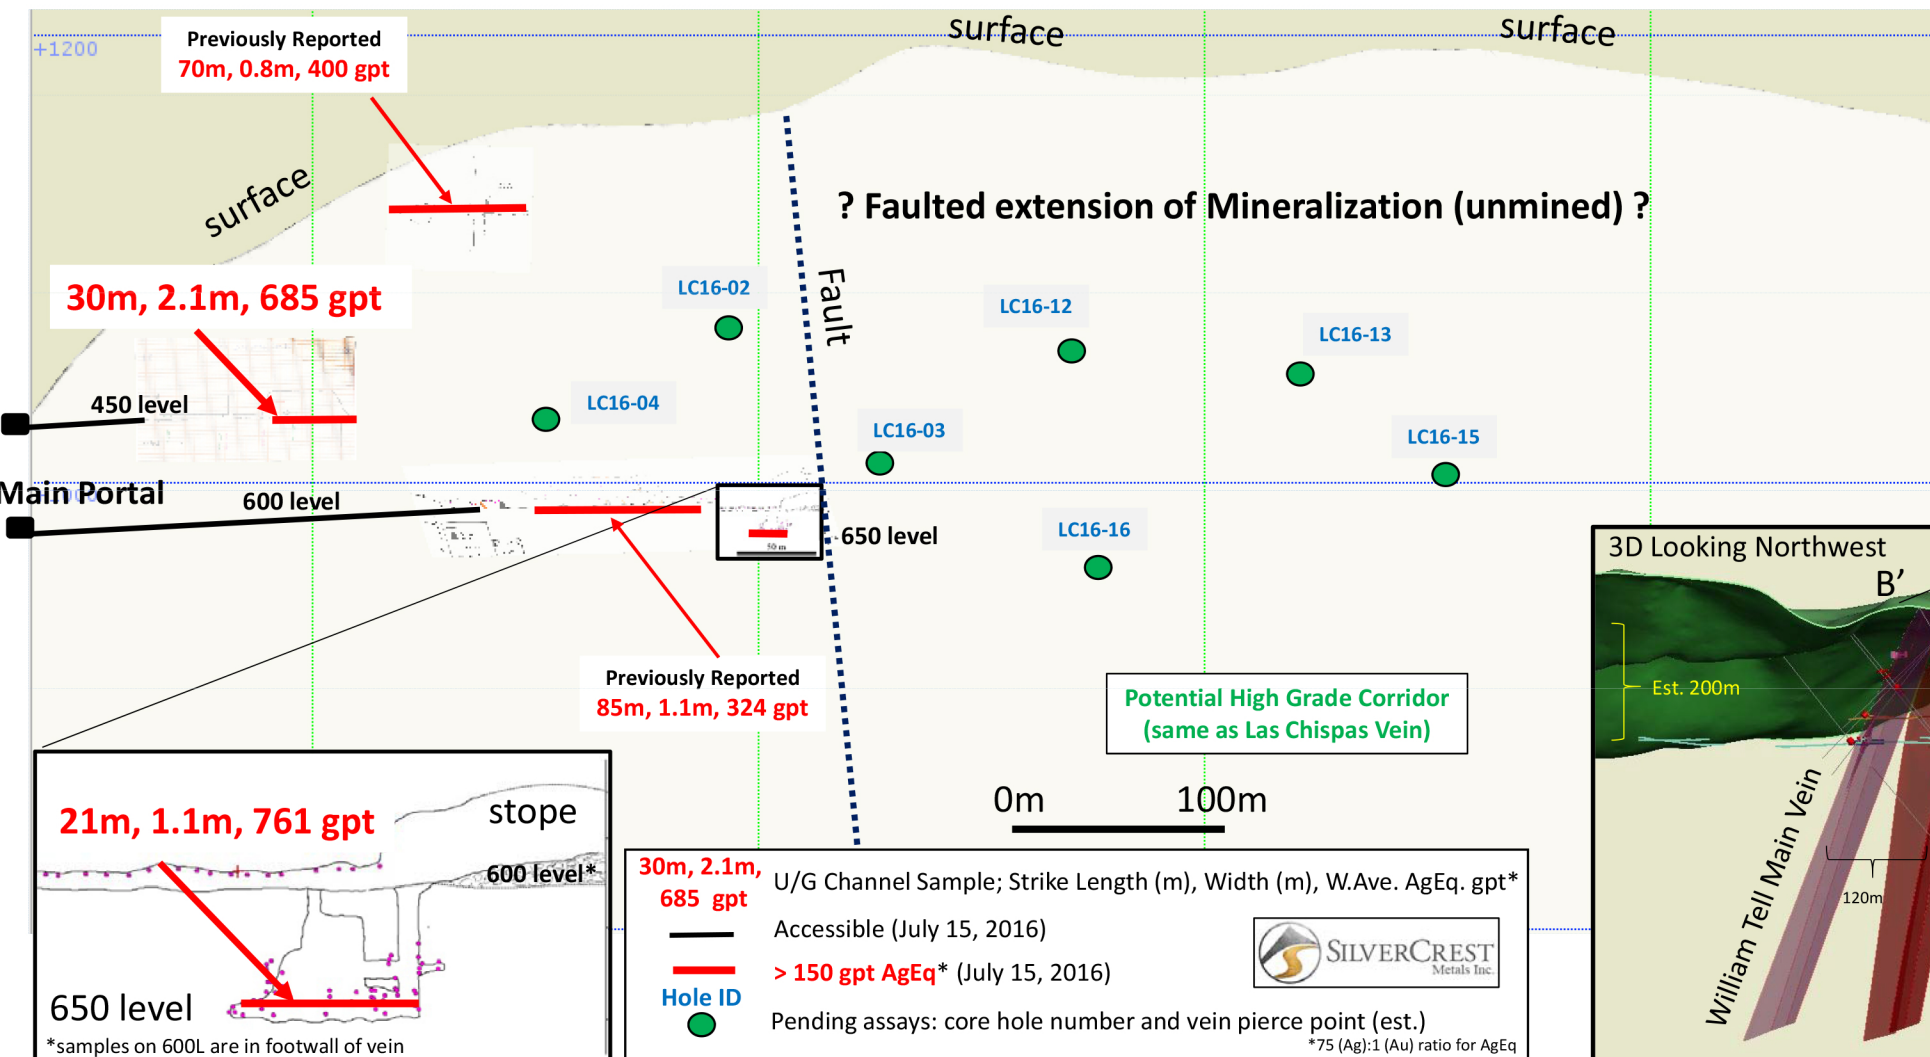 surface
surface
+1200
Previously Reported
70m, 0.8m, 400 gpt
surface
? Faulted extension of Mineralization (unmined) ?
30m, 2.1m, 685 gpt
LC16-02
Fault
LC16-12
LC16-13
450 level
LC16-04
LC16-03
LC16-15
Main Portal
600 level
650 level
50 m
LC16-16
3D Looking Northwest
B’
Est. 200m
William Tell Main Vein
120m
Previously Reported
85m, 1.1m, 324 gpt
Potential High Grade Corridor
(same as Las Chispas Vein)
0m
100m
21m, 1.1m, 761 gpt
stope
600 level*
650 level
*samples on 600L are in footwall of vein
30m, 2.1m,
685 gpt
U/G Channel Sample; Strike Length (m), Width (m), W.Ave. AgEq. gpt*
Accessible (July 15, 2016)
> 150 gpt AgEq* (July 15, 2016)
Hole ID
Pending assays: core hole number and vein pierce point (est.)
*75 (Ag):1 (Au) ratio for AgEq
SILVERCREST
Metals Inc.